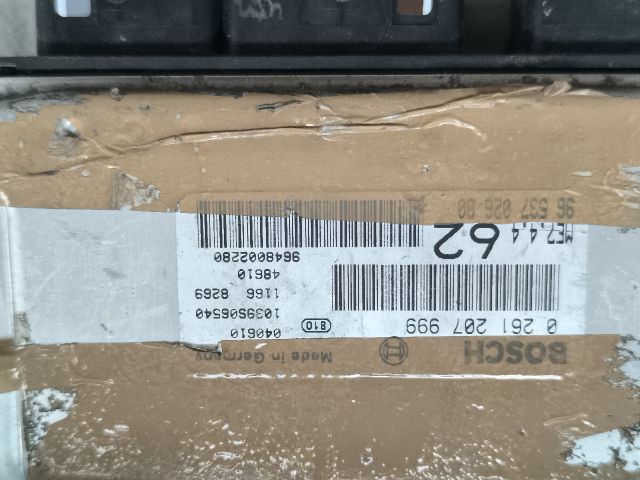 BOSCH Made in Germany
0 261 207 999 810 040610
1039S06540
1166 8269
48610
9648002280
ME7.4.4 62
96 537 026 80